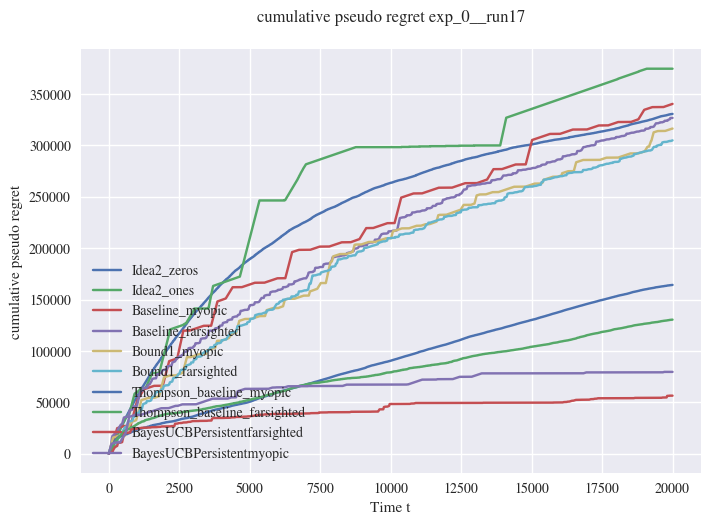 cumulative pseudo regret exp_0__run17
cumulative pseudo regret
350000
300000
250000
200000
150000
100000
50000
0
Idea2_zeros
Idea2_ones
Baseline_myopic
Baseline_farsighted
Bound1_myopic
Bound1_farsighted
Thompson_baseline_myopic
Thompson_baseline_farsighted
BayesUCBPersistentfarsighted
BayesUCBPersistentmyopic
0 2500 5000 7500 10000 12500 15000 17500 20000
Time t